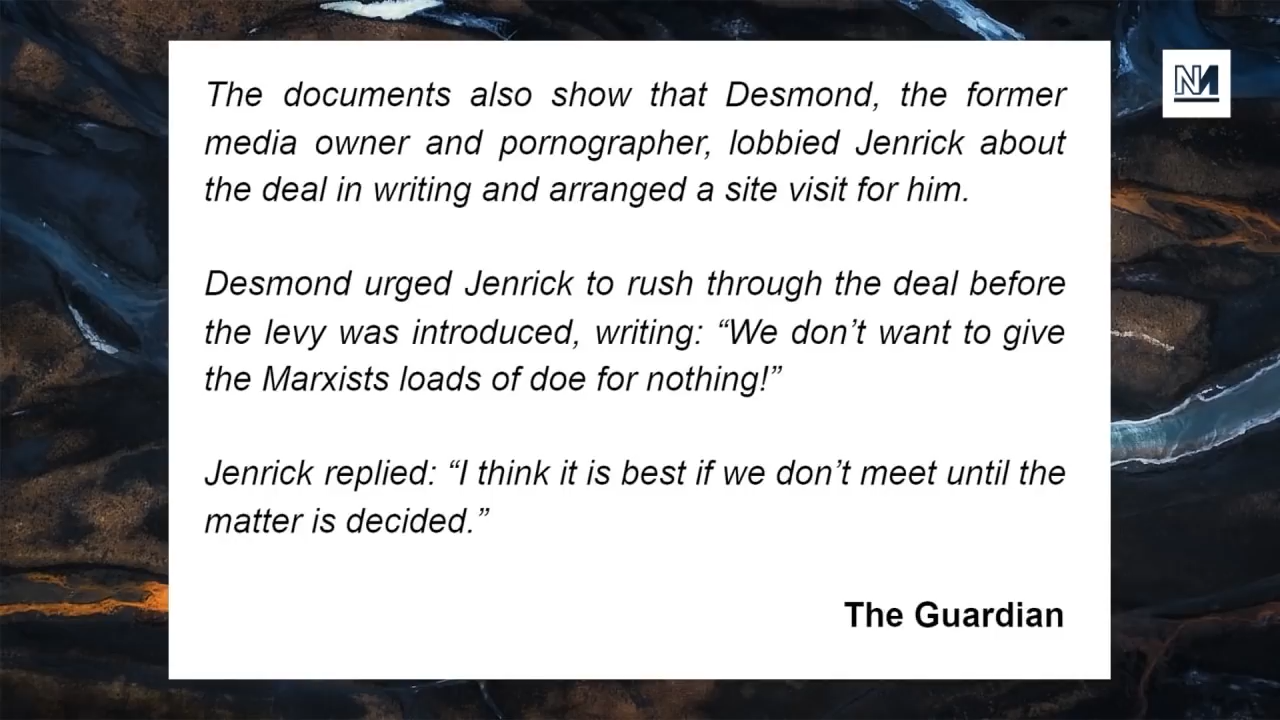 The documents also show that Desmond, the former
media owner and pornographer, lobbied Jenrick about
the deal in writing and arranged a site visit for him.
Desmond urged Jenrick to rush through the deal before
the levy was introduced, writing: “We don’t want to give
the Marxists loads of doe for nothing!”
Jenrick replied: “I think it is best if we don’t meet until the
matter is decided.”
The Guardian
NM